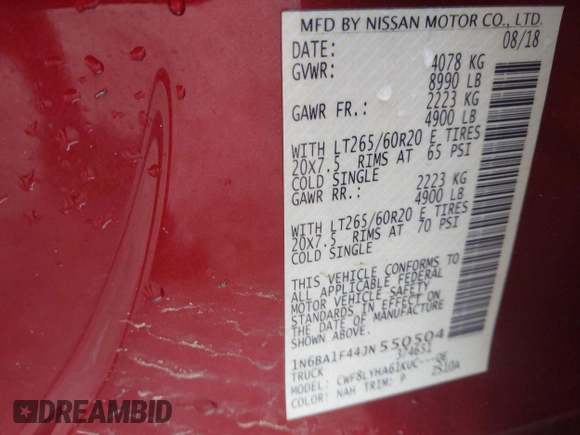 MFD BY NISSAN MOTOR CO., LTD.
DATE: 08/18
GVWR: 4078 KG
8990 LB
GAWR FR.: 2223 KG
4900 LB
WITH LT265/60R20 E TIRES
20X7.5 RIMS AT 65 PSI
COLD SINGLE
GAWR RR.: 2223 KG
4900 LB
WITH LT265/60R20 E TIRES
20X7.5 RIMS AT 70 PSI
COLD SINGLE
THIS VEHICLE CONFORMS TO
ALL APPLICABLE FEDERAL
MOTOR VEHICLE SAFETY
STANDARDS IN EFFECT ON
THE DATE OF MANUFACTURE
SHOWN ABOVE.
1N6BA1F44JN550504
TRUCK 374651
MODEL: CWF8LYHA61KUC---OE
COLOR: NAH TRIM: P 2S10A
DREAMBID